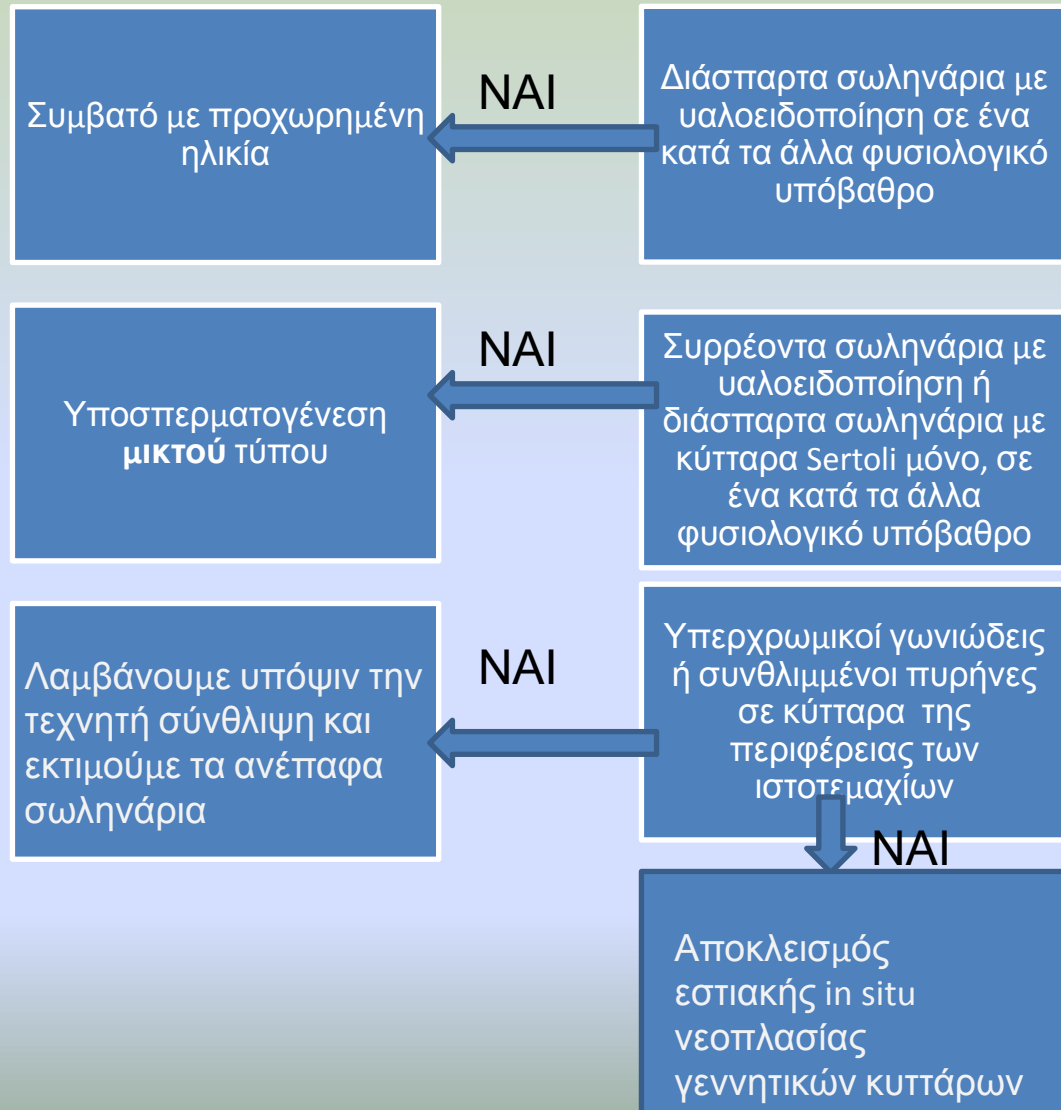 Συμβατό με προχωρημένη
ηλικία
ΝΑΙ
Διάσπαρτα σωληνάρια με
υαλοειδοποίηση σε ένα
κατά τα άλλα φυσιολογικό
υπόβαθρο
Υποσπερματογένεση
μικτού τύπου
ΝΑΙ
Συρρέοντα σωληνάρια με
υαλοειδοποίηση ή
διάσπαρτα σωληνάρια με
κύτταρα Sertoli μόνο, σε
ένα κατά τα άλλα
φυσιολογικό υπόβαθρο
Λαμβάνουμε υπόψιν την
τεχνητή σύνθλιψη και
εκτιμούμε τα ανέπαφα
σωληνάρια
ΝΑΙ
Υπερχρωμικοί γωνιώδεις
ή συνθλιμμένοι πυρήνες
σε κύτταρα της
περιφέρειας των
ιστοτεμαχίων
ΝΑΙ
Αποκλεισμός
εστιακής in situ
νεοπλασίας
γεννητικών κυττάρων